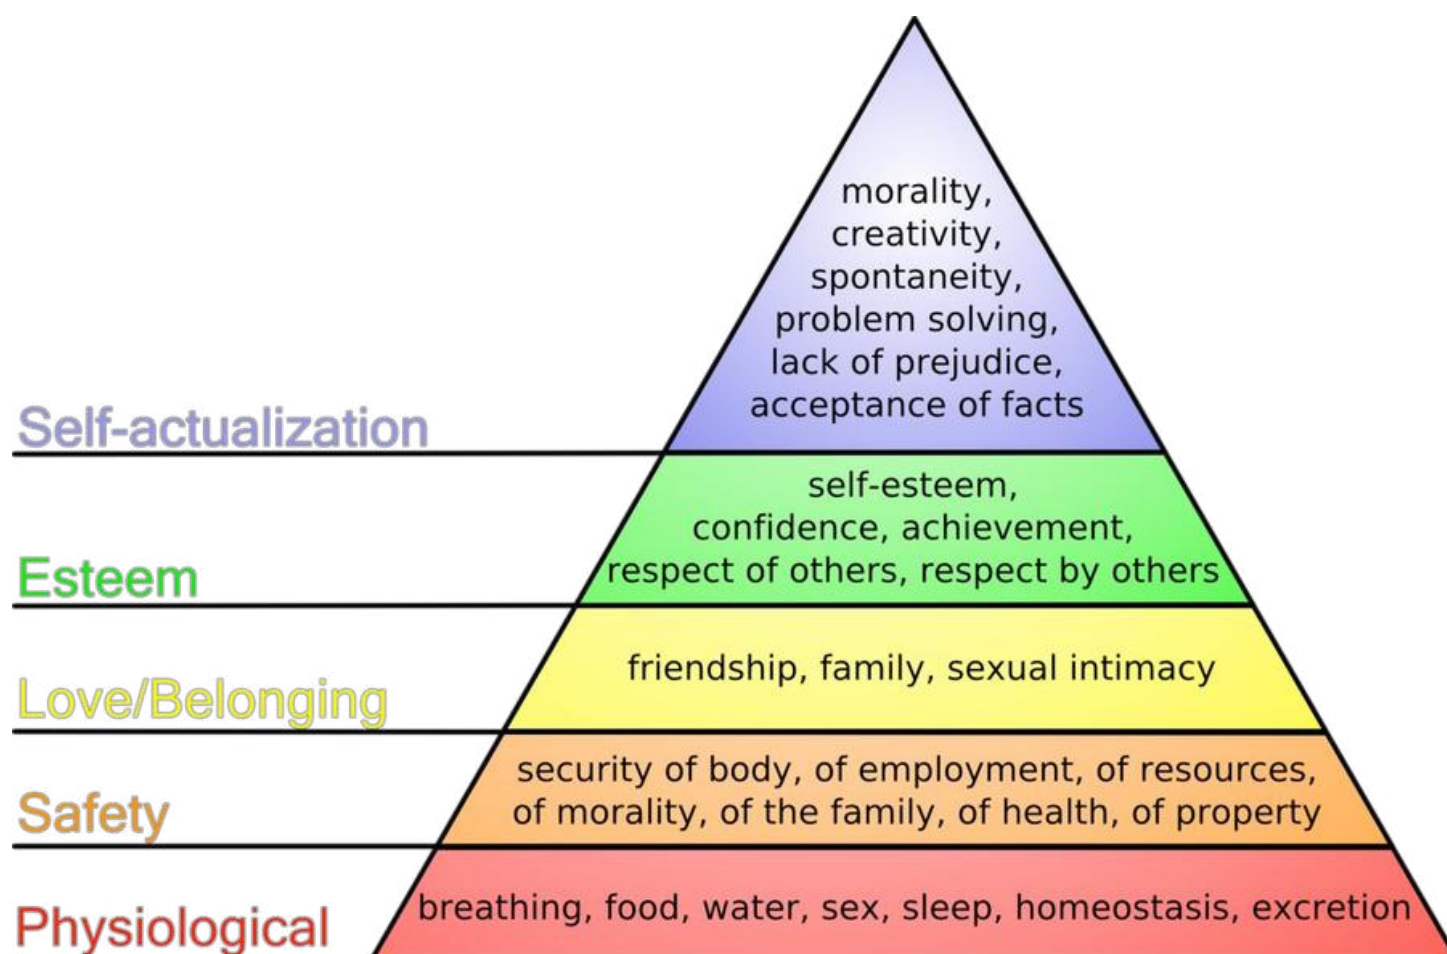 morality,
creativity,
spontaneity,
problem solving,
lack of prejudice,
acceptance of facts
Self-actualization
self-esteem,
confidence, achievement,
respect of others, respect by others
Esteem
friendship, family, sexual intimacy
Love/Belonging
security of body, of employment, of resources,
of morality, of the family, of health, of property
Safety
breathing, food, water, sex, sleep, homeostasis, excretion
Physiological